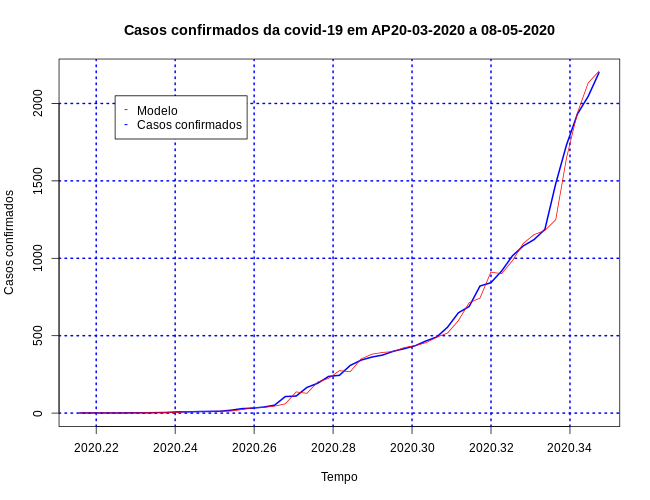 Casos confirmados da covid-19 em AP20-03-2020 a 08-05-2020
Modelo
Casos confirmados
Casos confirmados
2000
1500
1000
500
0
2020.22 2020.24 2020.26 2020.28 2020.30 2020.32 2020.34
Tempo